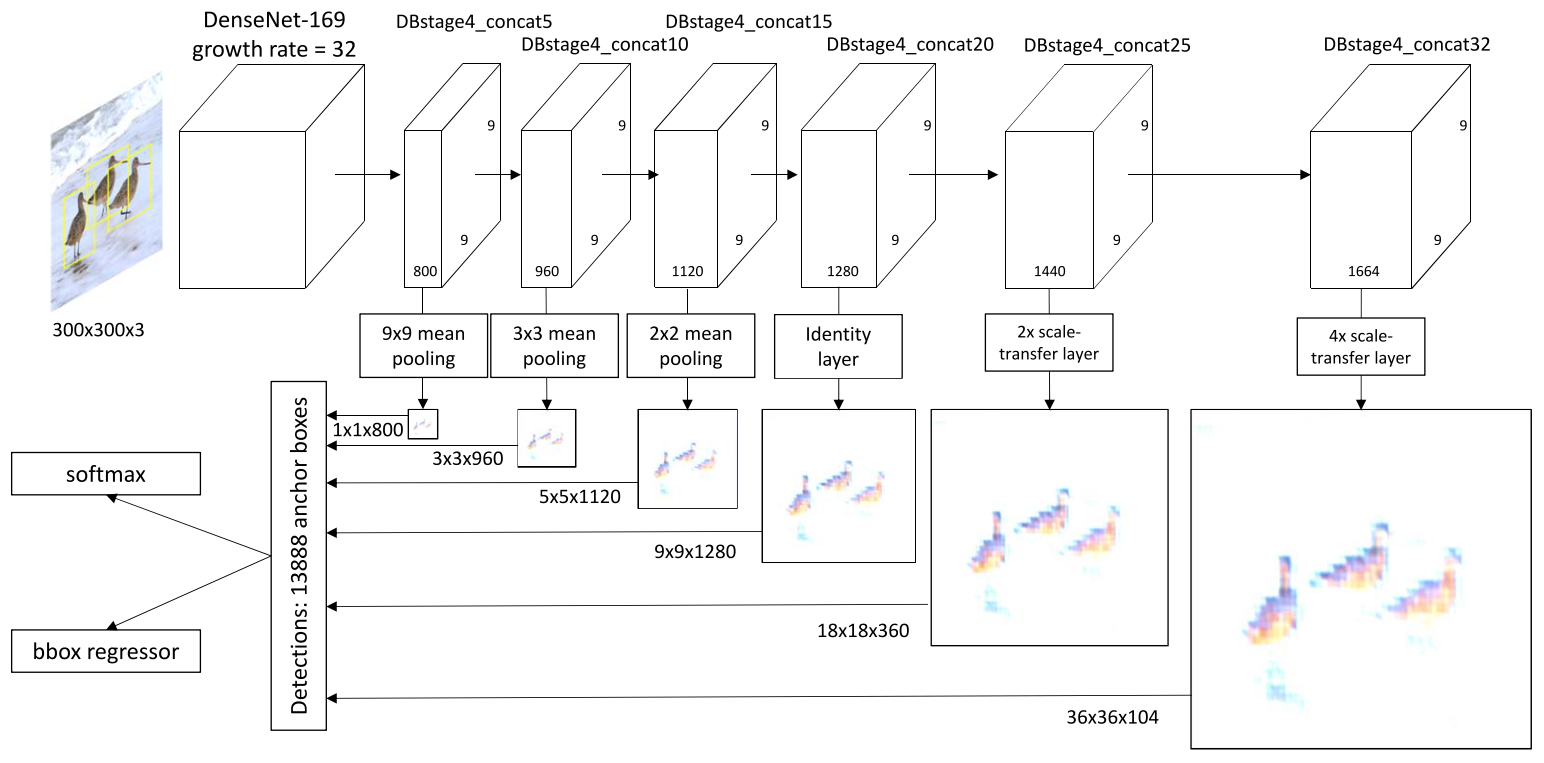 DenseNet-169
growth rate = 32
DBstage4_concat5
DBstage4_concat10
DBstage4_concat15
DBstage4_concat20
DBstage4_concat25
DBstage4_concat32
9
9
9
9
9
9
9
9
9
9
9
9
800
960
1120
1280
1440
1664
300x300x3
9x9 mean
pooling
3x3 mean
pooling
2x2 mean
pooling
Identity
layer
2x scale-
transfer layer
4x scale-
transfer layer
Detections: 13888 anchor boxes
1x1x800
3x3x960
5x5x1120
9x9x1280
18x18x360
36x36x104
softmax
bbox regressor